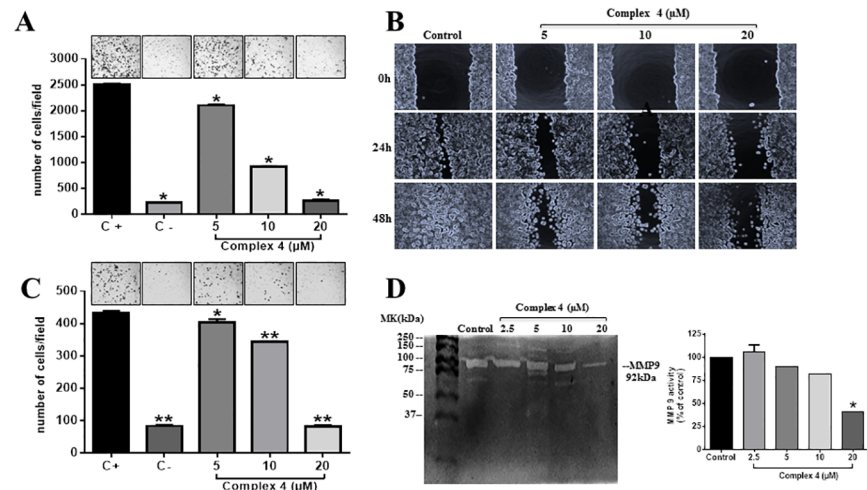 A
number of cells/field
3000
2500
2000
1500
1000
500
0
*
*
*
*
C + C - 5 10 20
Complex 4 (µM)
B
Complex 4 (µM)
Control 5 10 20
0h
24h
48h
A
C
number of cells/field
500
400
300
200
100
0
**
*
**
**
C+ C- 5 10 20
Complex 4 (µM)
D
Complex 4 (µM)
MK(kDa) Control 2.5 5 10 20
250 --
150 --
100 --
75 --
50 --
37--
--MMP9
92kDa
MMP 9 activity
(% of control)
125
100
75
50
25
0
*
Control 2.5 5 10 20
Complex 4 (µM)